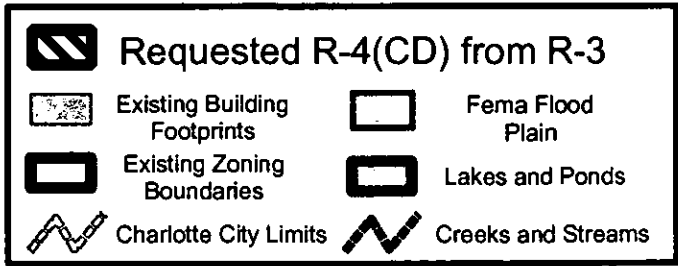 Requested R-4(CD) from R-3
Existing Building
Footprints
Fema Flood
Plain
Existing Zoning
Boundaries
Lakes and Ponds
Charlotte City Limits
Creeks and Streams